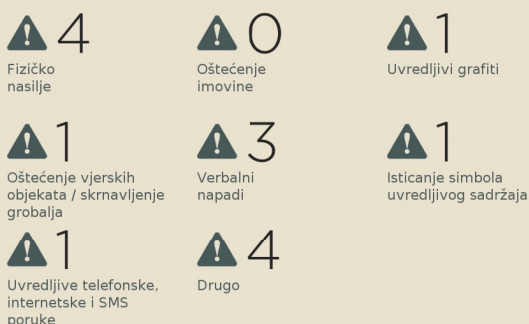 4
Fizičko
nasilje
0
Oštećenje
imovine
1
Uvredljivi grafiti
1
Oštećenje vjerskih
objekata / skrnavljenje
grobalja
3
Verbalni
napadi
1
Isticanje simbola
uvredljivog sadržaja
1
Uvredljive telefonske,
internetske i SMS
poruke
4
Drugo